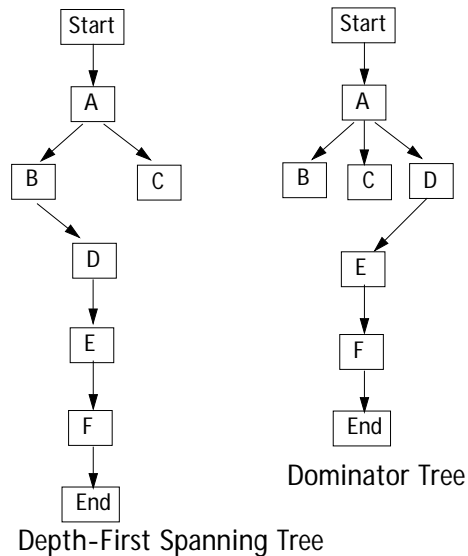 Start
A
B
C
D
E
F
End
Depth-First Spanning Tree
Start
A
B
C
D
E
F
End
Dominator Tree